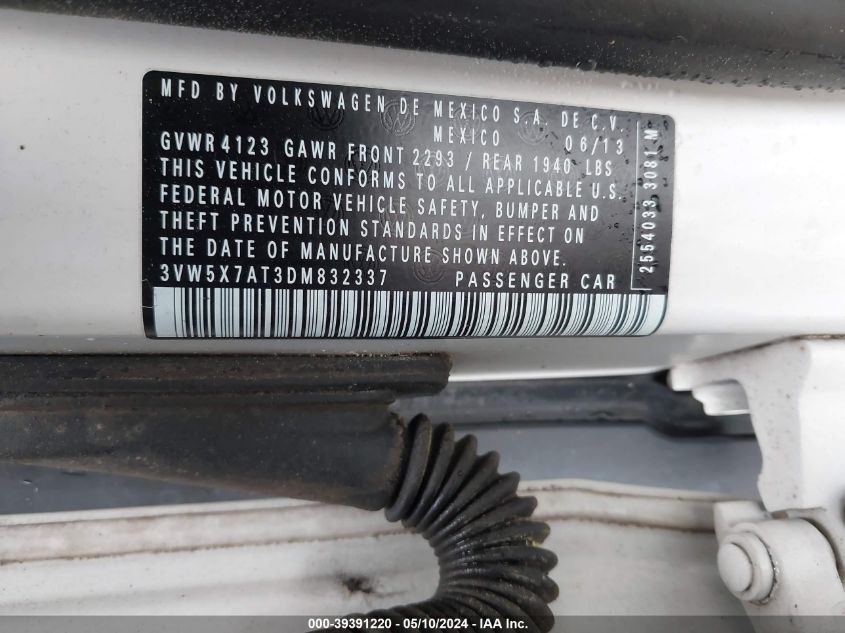 MFD BY VOLKSWAGEN DE MEXICO S.A. DE C.V.
MEXICO 06/13
GVWR 4123 GAWR FRONT 2293 / REAR 1940 LBS
THIS VEHICLE CONFORMS TO ALL APPLICABLE U.S.
FEDERAL MOTOR VEHICLE SAFETY, BUMPER AND
THEFT PREVENTION STANDARDS IN EFFECT ON
THE DATE OF MANUFACTURE SHOWN ABOVE.
3VW5X7AT3DM832337 PASSENGER CAR
2554033 3081 M
000-39391220 - 05/10/2024 - IAA Inc.